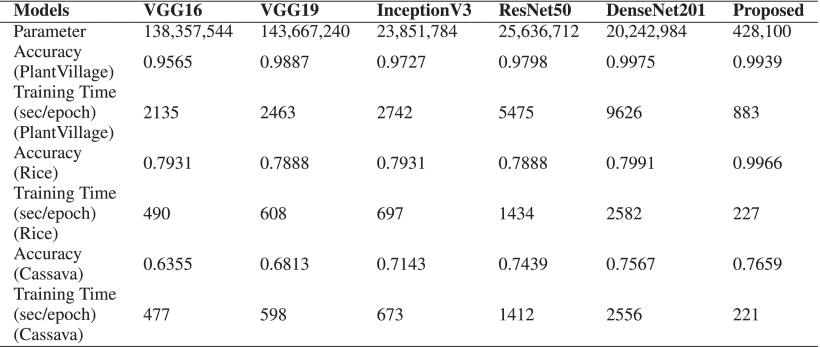 Models VGG16 VGG19 InceptionV3 ResNet50 DenseNet201 Proposed
Parameter 138,357,544 143,667,240 23,851,784 25,636,712 20,242,984 428,100
Accuracy
(PlantVillage) 0.9565 0.9887 0.9727 0.9798 0.9975 0.9939
Training Time
(sec/epoch) 2135 2463 2742 5475 9626 883
(PlantVillage)
Accuracy
(Rice) 0.7931 0.7888 0.7931 0.7888 0.7991 0.9966
Training Time
(sec/epoch) 490 608 697 1434 2582 227
(Rice)
Accuracy
(Cassava) 0.6355 0.6813 0.7143 0.7439 0.7567 0.7659
Training Time
(sec/epoch) 477 598 673 1412 2556 221
(Cassava)